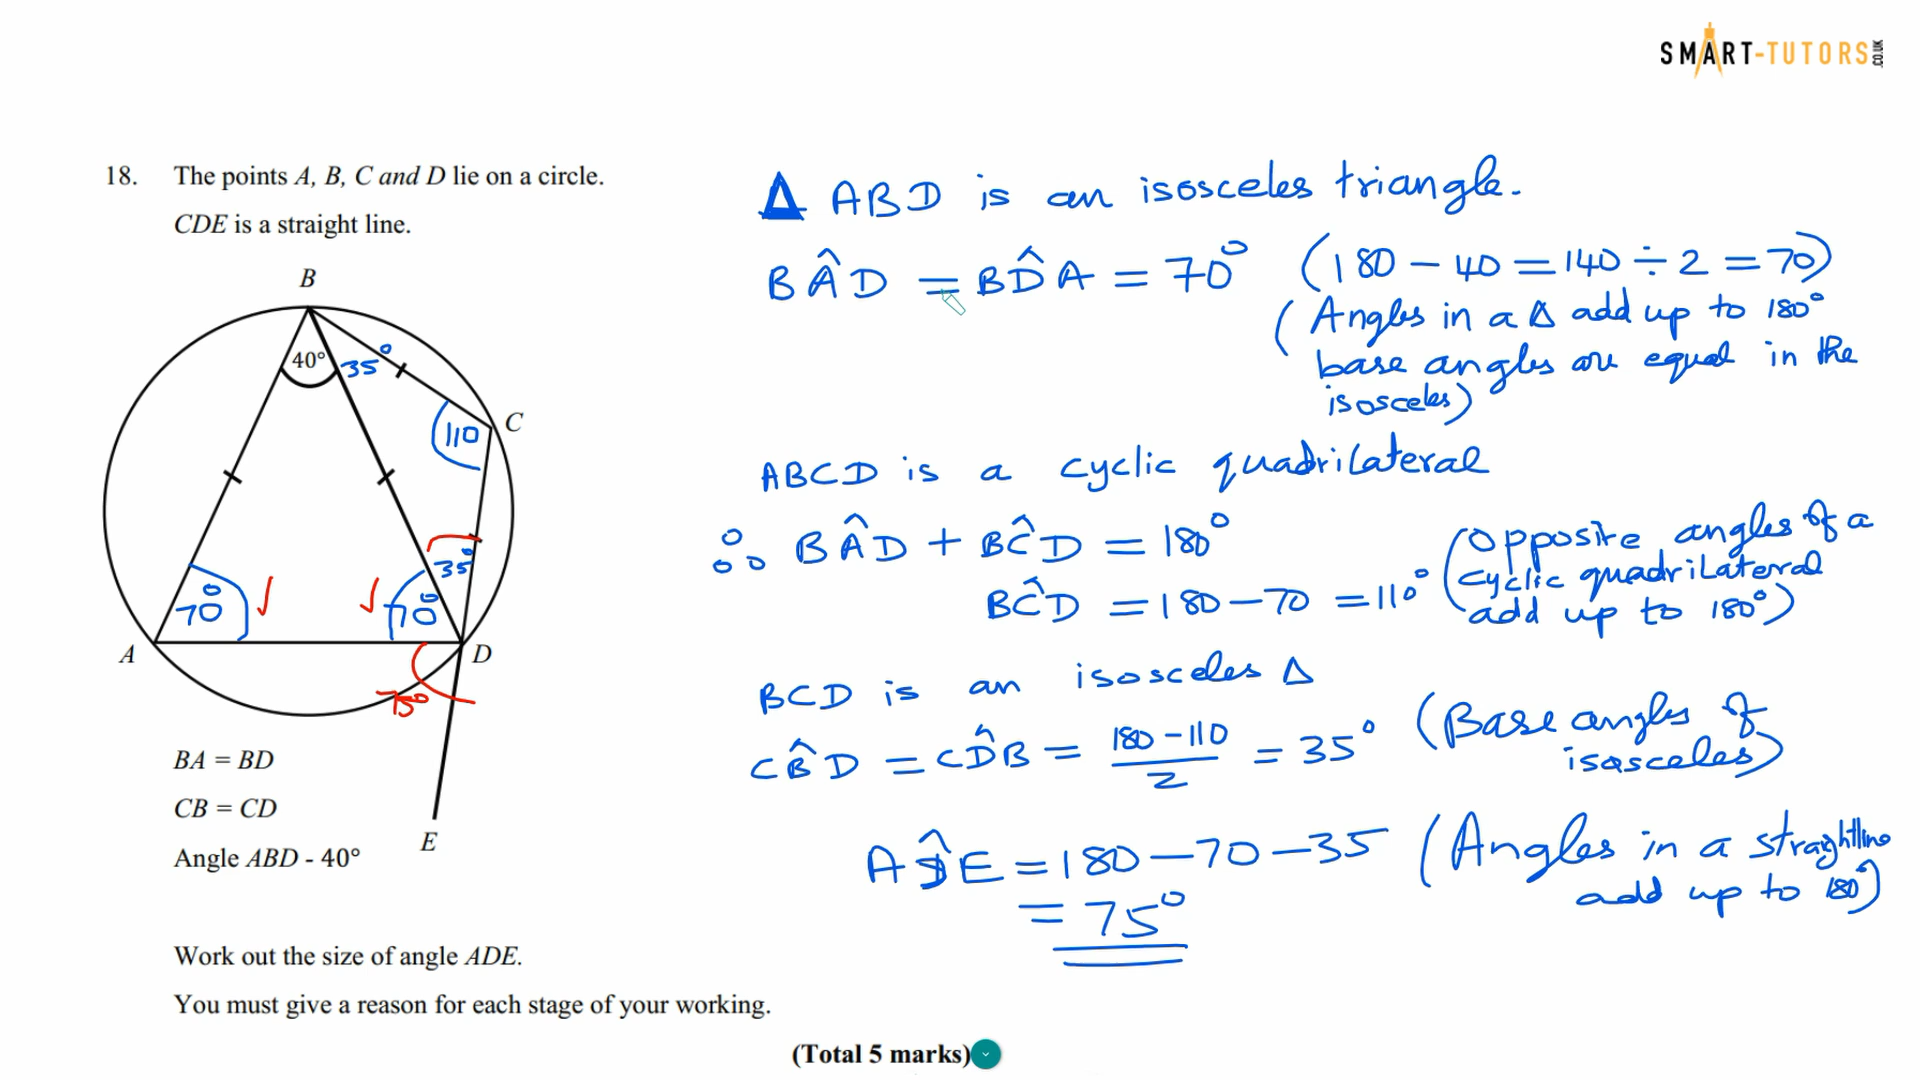 SMART-TUTORS.CO.UK
18. The points A, B, C and D lie on a circle.
CDE is a straight line.
B
40°
35°
C
110
35°
70°
70°
A
D
75°
E
BA = BD
CB = CD
Angle ABD - 40°
Work out the size of angle ADE.
You must give a reason for each stage of your working.
(Total 5 marks)
Δ ABD is an isosceles triangle.
BÂD = BD̂A = 70° (180 - 40 = 140 ÷ 2 = 70)
(Angles in a Δ add up to 180°
base angles are equal in the
isosceles)
ABCD is a cyclic quadrilateral
∴ BÂD + BĈD = 180°
(opposite angles of a
cyclic quadrilateral
add up to 180°)
BĈD = 180 - 70 = 110°
BCD is an isosceles Δ
CB̂D = CD̂B = 180 - 110 / 2 = 35° (Base angles of
isosceles)
AD̂E = 180 - 70 - 35 (Angles in a straightline
add up to 180°)
= 75°